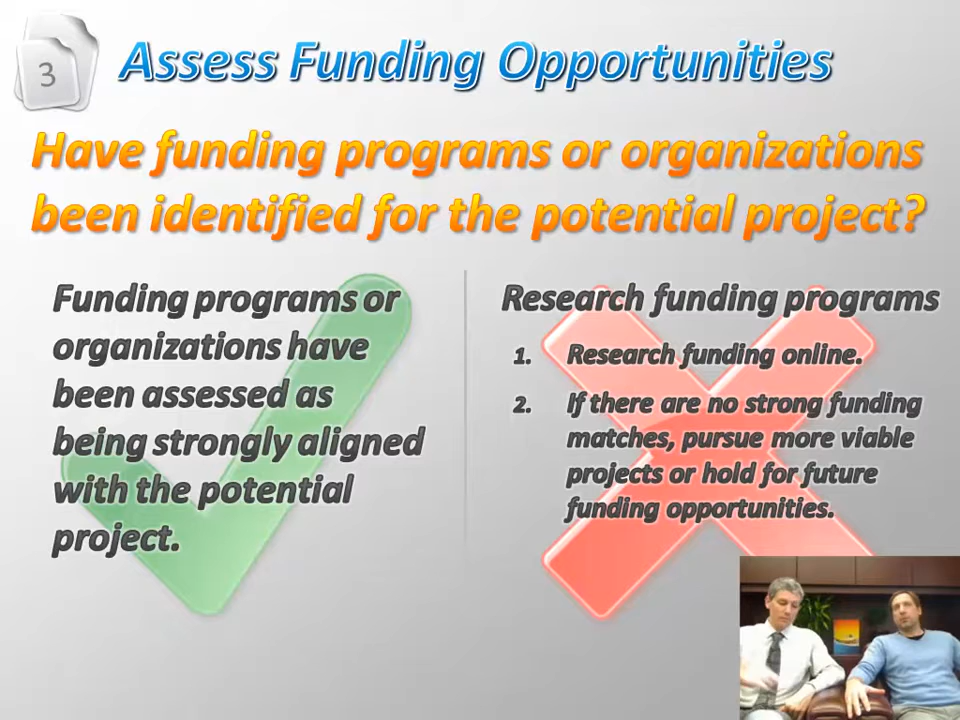 3
Assess Funding Opportunities
Have funding programs or organizations
been identified for the potential project?
Funding programs or
organizations have
been assessed as
being strongly aligned
with the potential
project.
Research funding programs
1. Research funding online.
2. If there are no strong funding
matches, pursue more viable
projects or hold for future
funding opportunities.